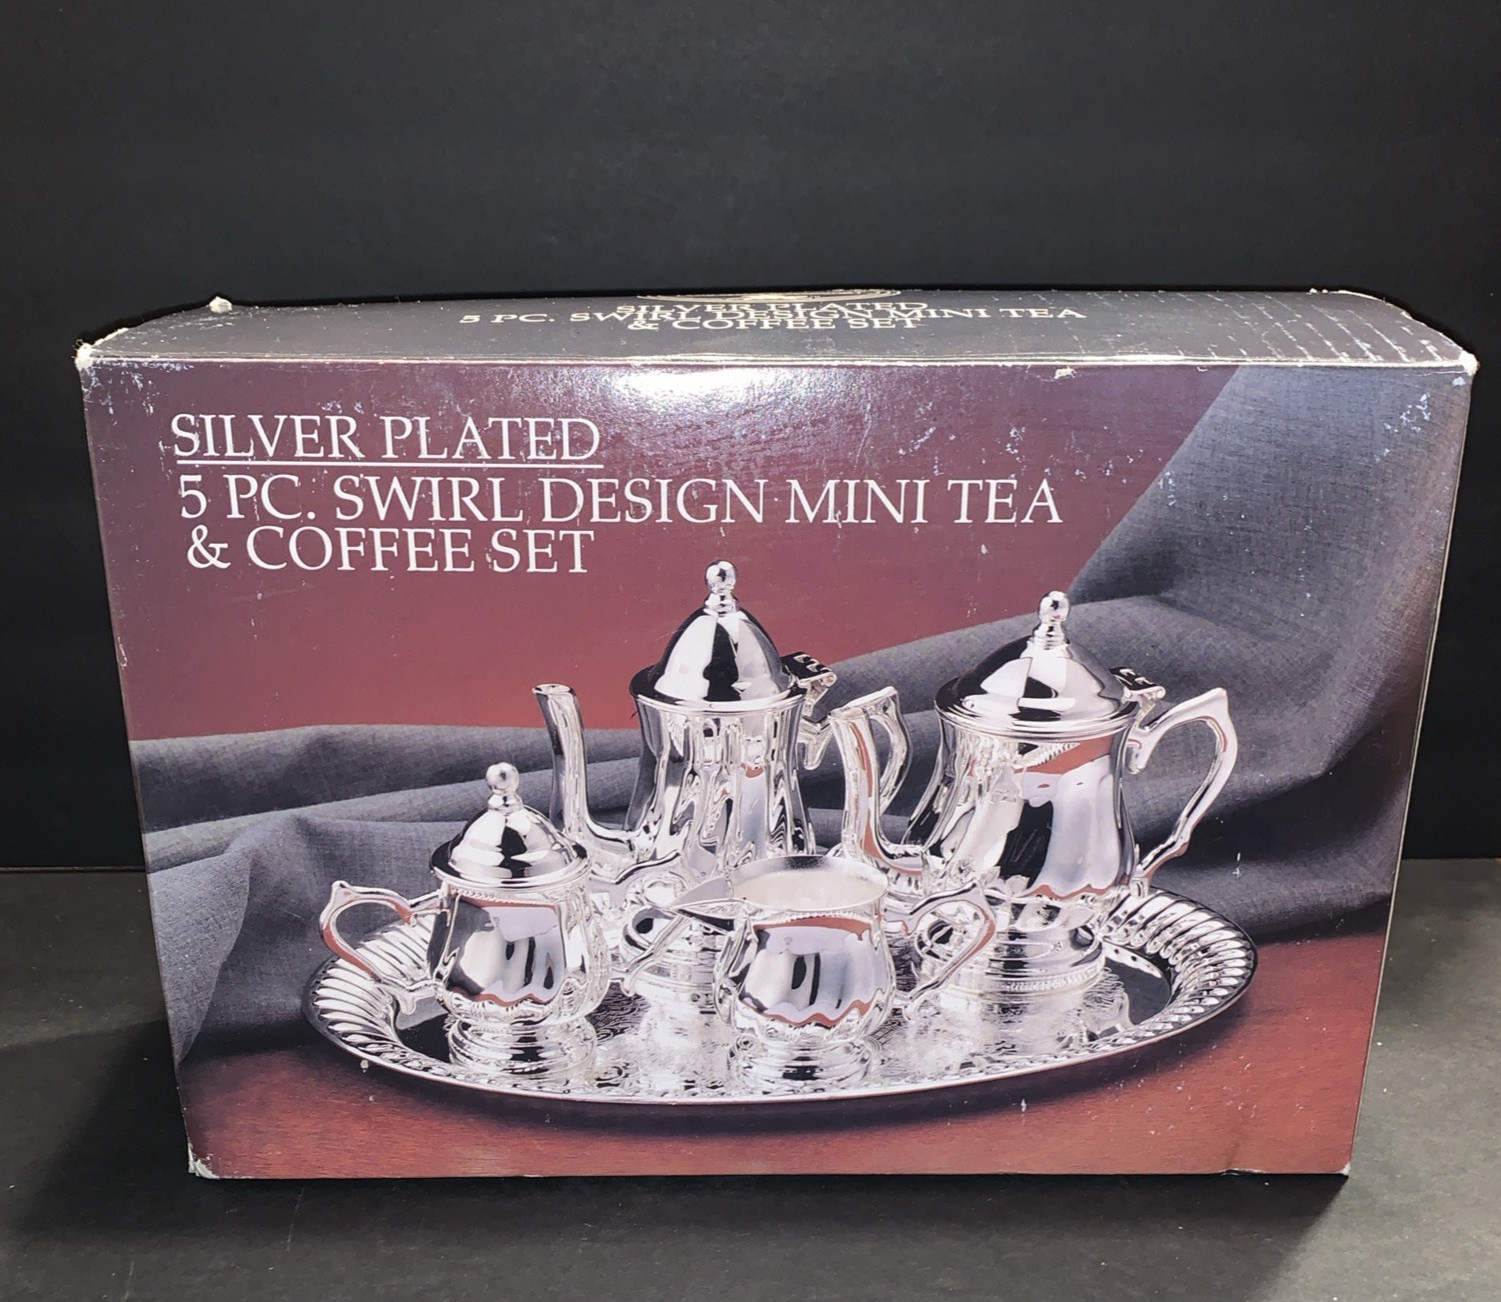 SILVER PLATED
5 PC. SWIRL DESIGN MINI TEA
& COFFEE SET
SILVER PLATED
5 PC. SWIRL DESIGN MINI TEA
& COFFEE SET